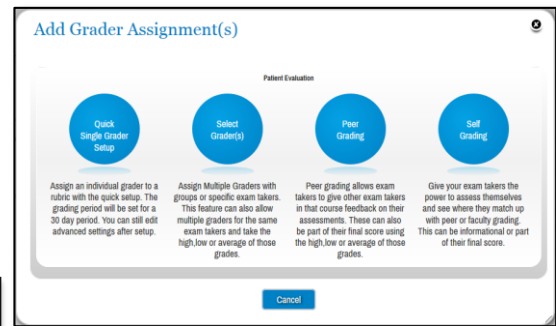 Add Grader Assignment(s)
Patient Evaluation
Quick
Single Grader
Setup
Assign an individual grader to a
rubric with the quick setup. The
grading period will be set for a
30 day period. You can still edit
advanced settings after setup.
Select
Grader(s)
Assign Multiple Graders with
groups or specific exam takers.
This feature can also allow
multiple graders for the same
exam takers and take the
high,low or average of those
grades.
Peer
Grading
Peer grading allows exam
takers to give other exam takers
in that course feedback on their
assessments. These can also
be part of their final score using
the high,low or average of those
grades.
Self
Grading
Give your exam takers the
power to assess themselves
and see where they match up
with peer or faculty grading.
This can be informational or part
of their final score.
Cancel